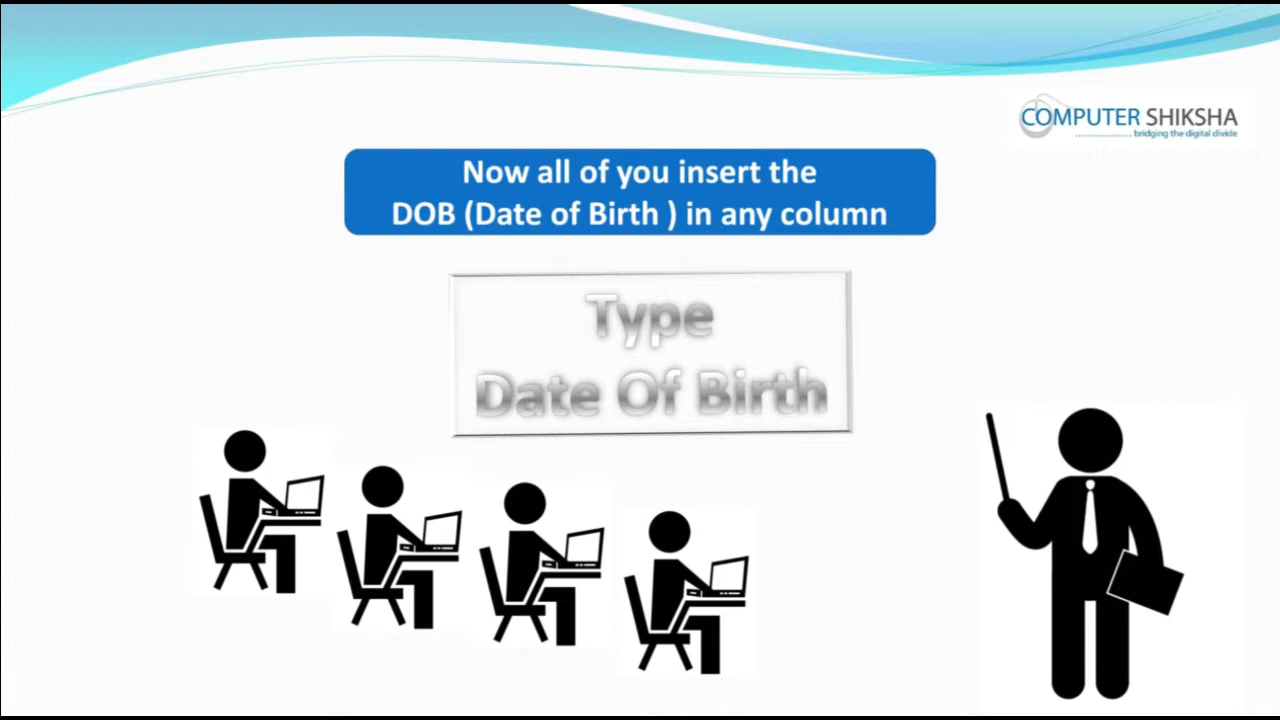 COMPUTER SHIKSHA
bridging the digital divide
Now all of you insert the
DOB (Date of Birth ) in any column
Type
Date Of Birth